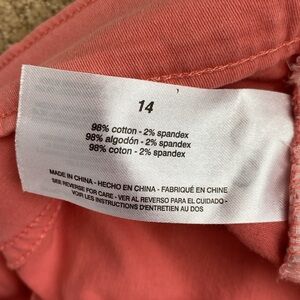 14
98% cotton - 2% spandex
98% algodón - 2% spandex
98% coton - 2% spandex
MADE IN CHINA - HECHO EN CHINA - FABRIQUÉ EN CHINE
SEE REVERSE FOR CARE - VER AL REVERSO PARA EL CUIDADO -
VOIR LES INSTRUCTIONS D'ENTRETIEN AU DOS